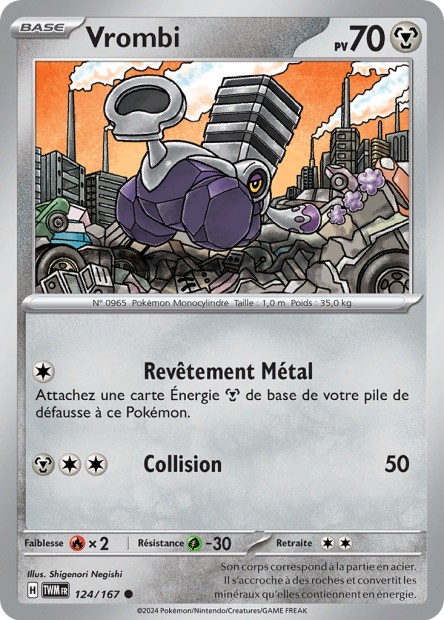 BASE
Vrombi
PV 70
N° 0965 Pokémon Monocylindre Taille : 1,0 m Poids : 35,0 kg
Revêtement Métal
Attachez une carte Énergie de base de votre pile de
défausse à ce Pokémon.
Collision 50
Faiblesse × 2 Résistance -30 Retraite
Illus. Shigenori Negishi
H TWM FR 124/167
Son corps correspond à la partie en acier.
Il s'accroche à des roches et convertit les
minéraux qu'elles contiennent en énergie vitale.
©2024 Pokémon/Nintendo/Creatures/GAME FREAK